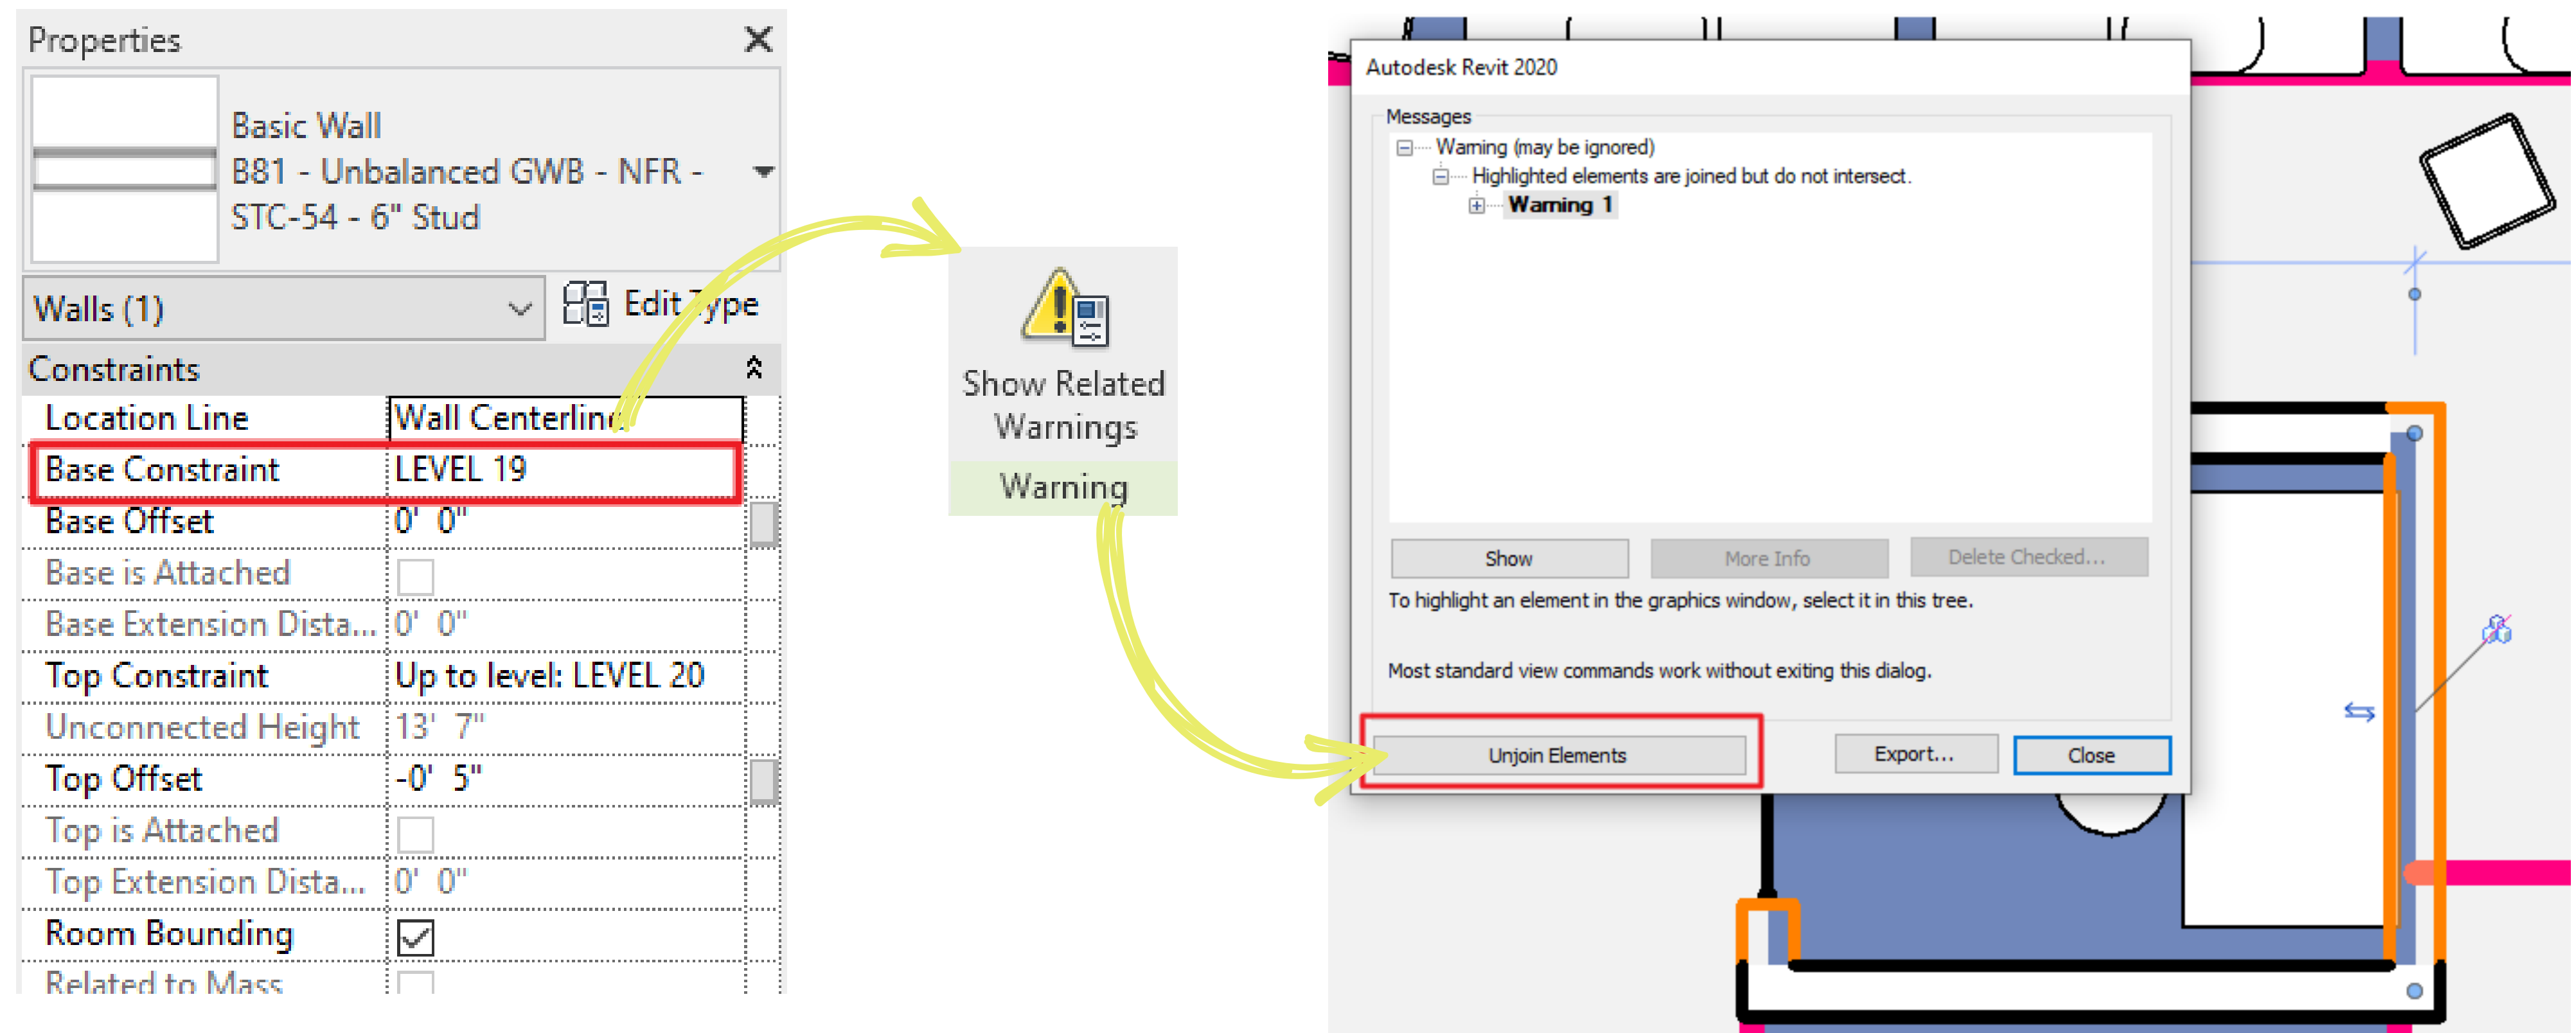 Properties
Basic Wall
B81 - Unbalanced GWB - NFR -
STC-54 - 6" Stud
Walls (1)
Edit Type
Constraints
Location Line Wall Centerline
Base Constraint LEVEL 19
Base Offset 0' 0"
Base is Attached
Base Extension Dista... 0' 0"
Top Constraint Up to level: LEVEL 20
Unconnected Height 13' 7"
Top Offset -0' 5"
Top is Attached
Top Extension Dista... 0' 0"
Room Bounding
Related to Mass
Show Related
Warnings
Warning
Autodesk Revit 2020
Messages
Warning (may be ignored)
Highlighted elements are joined but do not intersect.
Warning 1
Show More Info Delete Checked...
To highlight an element in the graphics window, select it in this tree.
Most standard view commands work without exiting this dialog.
Unjoin Elements Export... Close